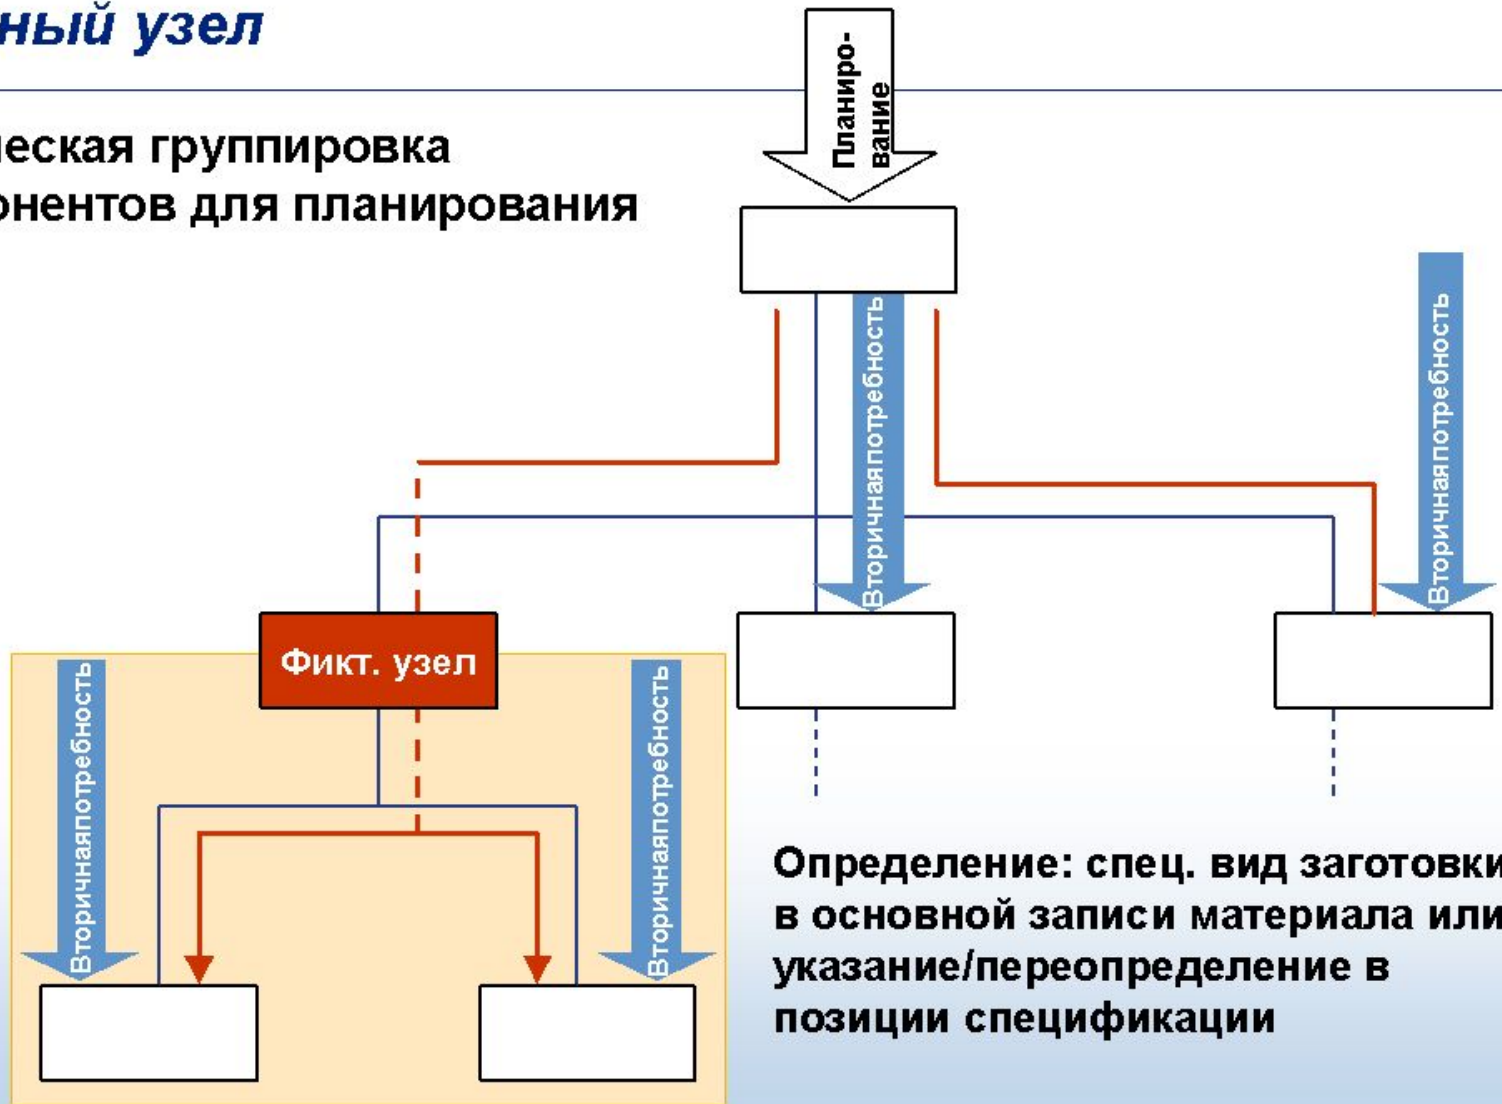 ный узел
Планиро-
вание
еская группировка
онентов для планирования
Вторичнаяпотребность
Вторичнаяпотребность
Фикт. узел
Вторичнаяпотребность
Вторичнаяпотребность
Определение: спец. вид заготовки
в основной записи материала или
указание/переопределение в
позиции спецификации